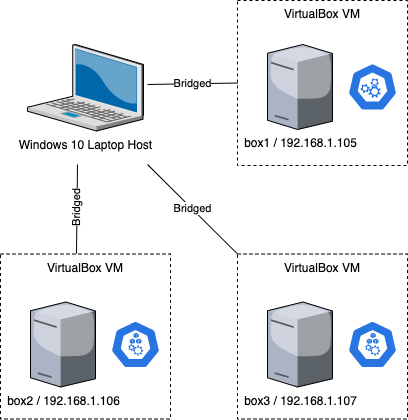 VirtualBox VM
Bridged
Windows 10 Laptop Host
box1 / 192.168.1.105
Bridged
Bridged
VirtualBox VM
VirtualBox VM
box2 / 192.168.1.106
box3 / 192.168.1.107